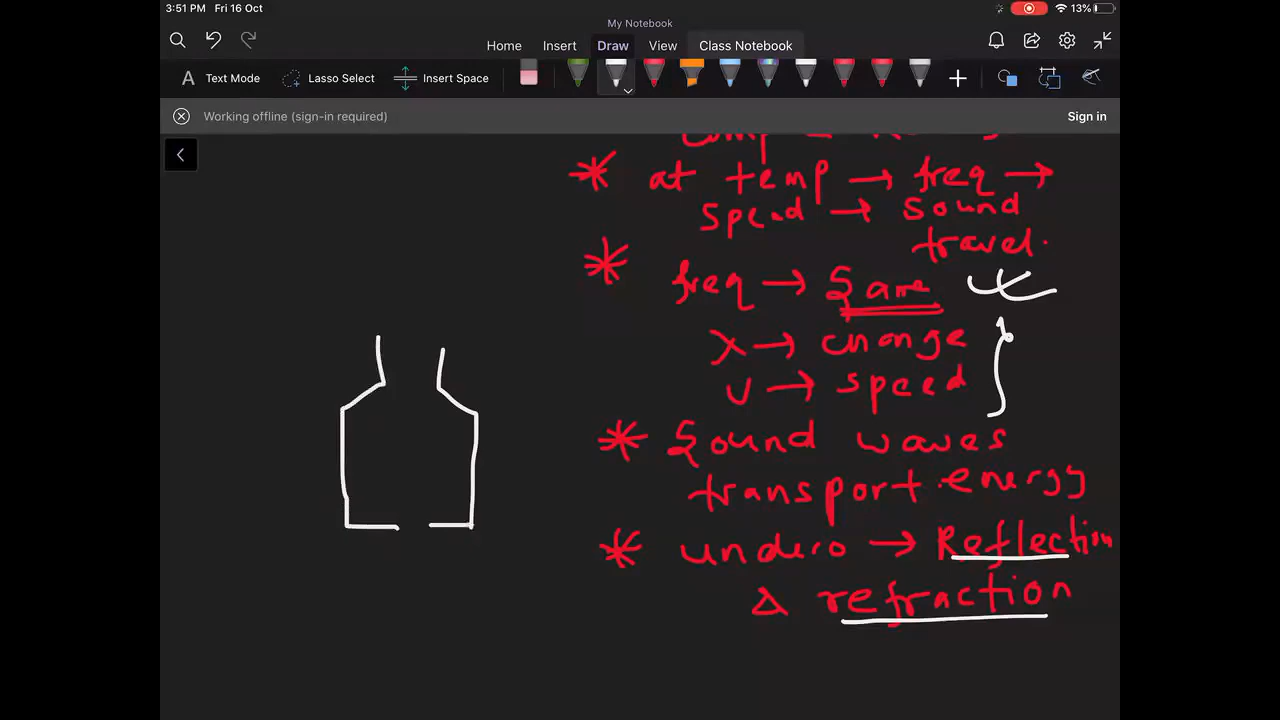 3:51 PM Fri 16 Oct
13%
My Notebook
Home Insert Draw View Class Notebook
A Text Mode Lasso Select Insert Space
Working offline (sign-in required) Sign in
* at temp → freq →
speed → sound
travel.
* freq → Same
λ → change
v → speed
* Sound waves
transport energy
* undero → Reflection
& refraction